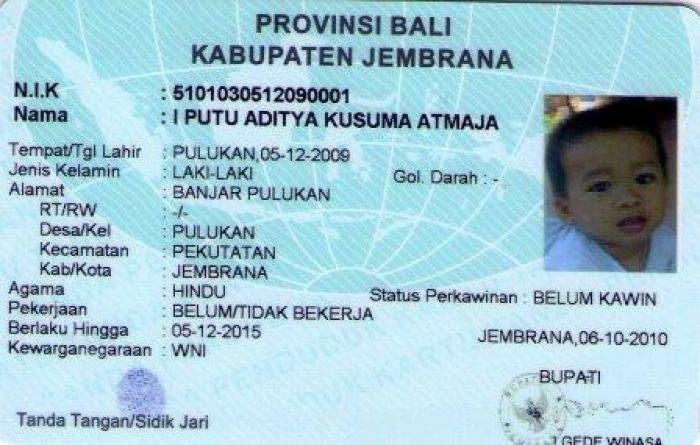 PROVINSI BALI
KABUPATEN JEMBRANA
N.I.K : 5101030512090001
Nama : I PUTU ADITYA KUSUMA ATMAJA
Tempat/Tgl Lahir : PULUKAN,05-12-2009
Jenis Kelamin : LAKI-LAKI Gol. Darah : -
Alamat : BANJAR PULUKAN
RT/RW : -/-
Desa/Kel : PULUKAN
Kecamatan : PEKUTATAN
Kab/Kota : JEMBRANA
Agama : HINDU Status Perkawinan : BELUM KAWIN
Pekerjaan : BELUM/TIDAK BEKERJA
Berlaku Hingga : 05-12-2015 JEMBRANA,06-10-2010
Kewarganegaraan : WNI
BUPATI
Tanda Tangan/Sidik Jari
I GEDE WINASA